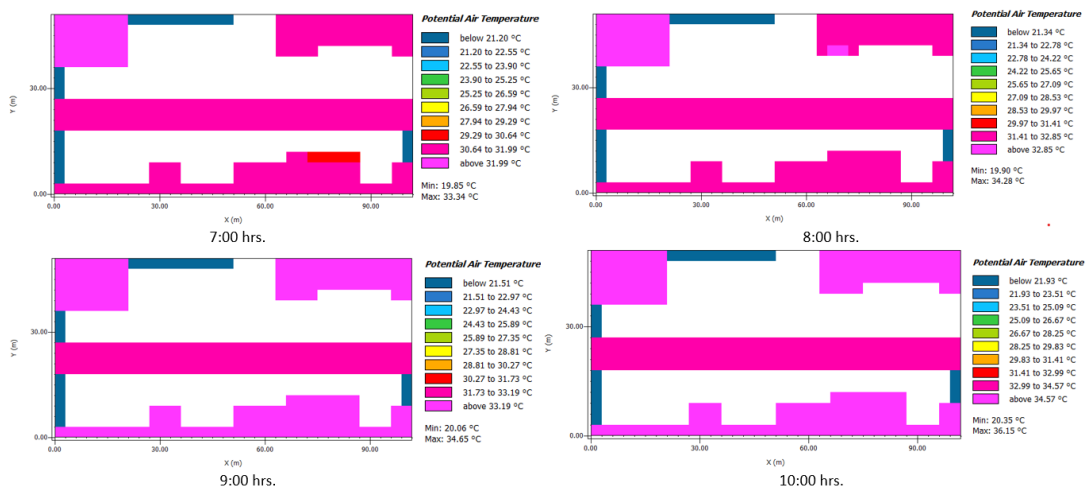 Potential Air Temperature
below 21.20 °C
21.20 to 22.55 °C
22.55 to 23.90 °C
23.90 to 25.25 °C
25.25 to 26.59 °C
26.59 to 27.94 °C
27.94 to 29.29 °C
29.29 to 30.64 °C
30.64 to 31.99 °C
above 31.99 °C
Min: 19.85 °C
Max: 33.34 °C
Y (m)
30.00
0.00
0.00 30.00 60.00 90.00
X (m)
7:00 hrs.
Potential Air Temperature
below 21.34 °C
21.34 to 22.78 °C
22.78 to 24.22 °C
24.22 to 25.65 °C
25.65 to 27.09 °C
27.09 to 28.53 °C
28.53 to 29.97 °C
29.97 to 31.41 °C
31.41 to 32.85 °C
above 32.85 °C
Min: 19.90 °C
Max: 34.28 °C
Y (m)
30.00
0.00
0.00 30.00 60.00 90.00
X (m)
8:00 hrs.
Potential Air Temperature
below 21.51 °C
21.51 to 22.97 °C
22.97 to 24.43 °C
24.43 to 25.89 °C
25.89 to 27.35 °C
27.35 to 28.81 °C
28.81 to 30.27 °C
30.27 to 31.73 °C
31.73 to 33.19 °C
above 33.19 °C
Min: 20.06 °C
Max: 34.65 °C
Y (m)
30.00
0.00
0.00 30.00 60.00 90.00
X (m)
9:00 hrs.
Potential Air Temperature
below 21.93 °C
21.93 to 23.51 °C
23.51 to 25.09 °C
25.09 to 26.67 °C
26.67 to 28.25 °C
28.25 to 29.83 °C
29.83 to 31.41 °C
31.41 to 32.99 °C
32.99 to 34.57 °C
above 34.57 °C
Min: 20.35 °C
Max: 36.15 °C
Y (m)
30.00
0.00
0.00 30.00 60.00 90.00
X (m)
10:00 hrs.